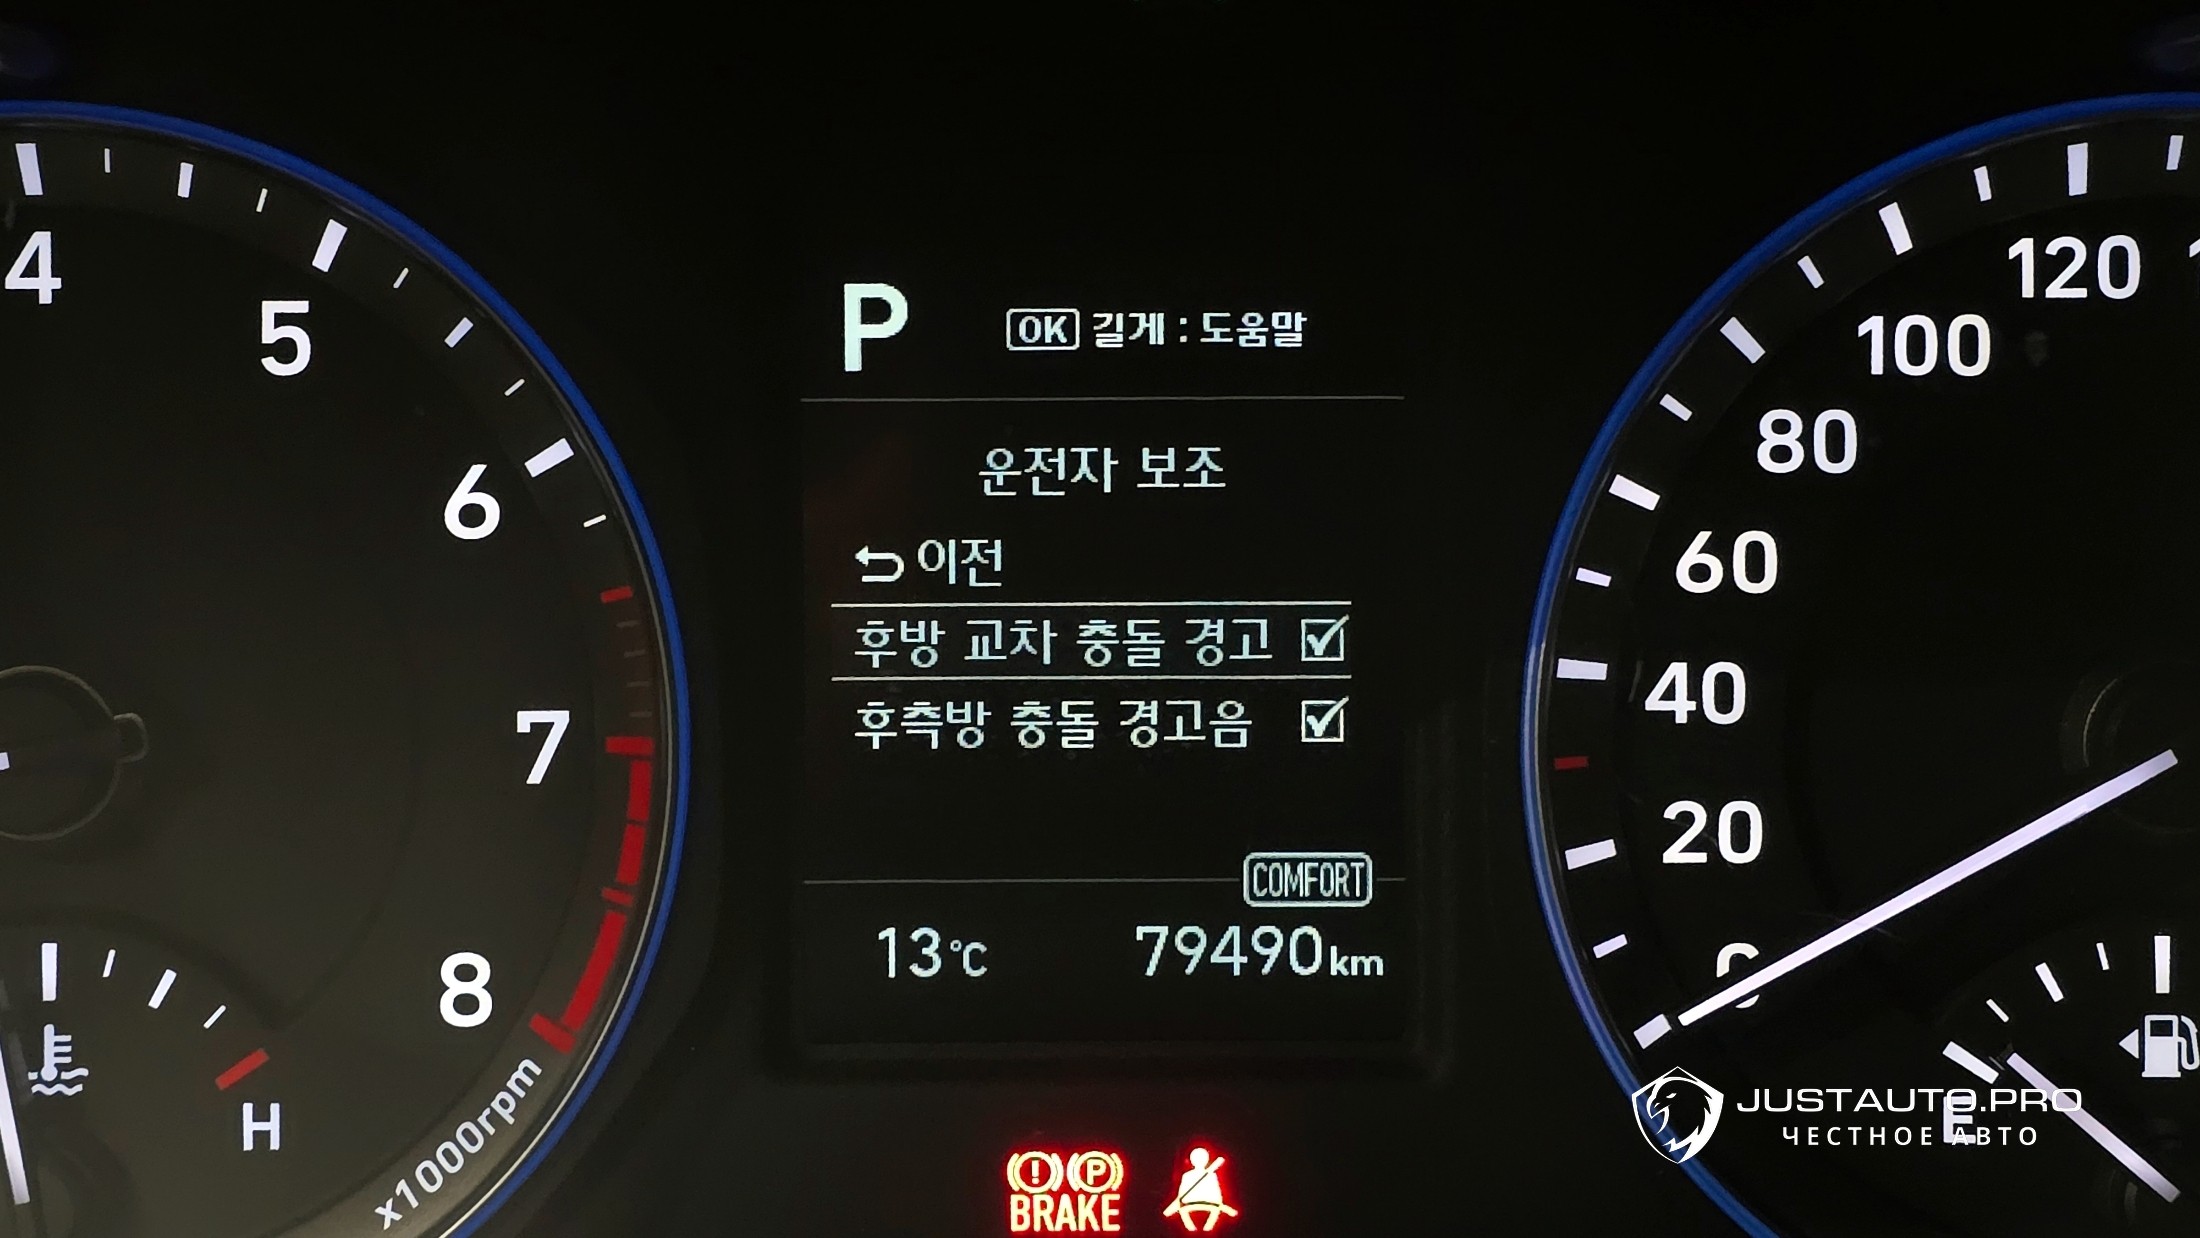 4
5
6
7
8
x1000rpm
H
P
OK 길게 : 도움말
운전자 보조
이전
후방 교차 충돌 경고
후측방 충돌 경고음
COMFORT
13°C 79490km
BRAKE
120
100
80
60
40
20
0
E
JUSTAUTO.PRO
ЧЕСТНОЕ АВТО